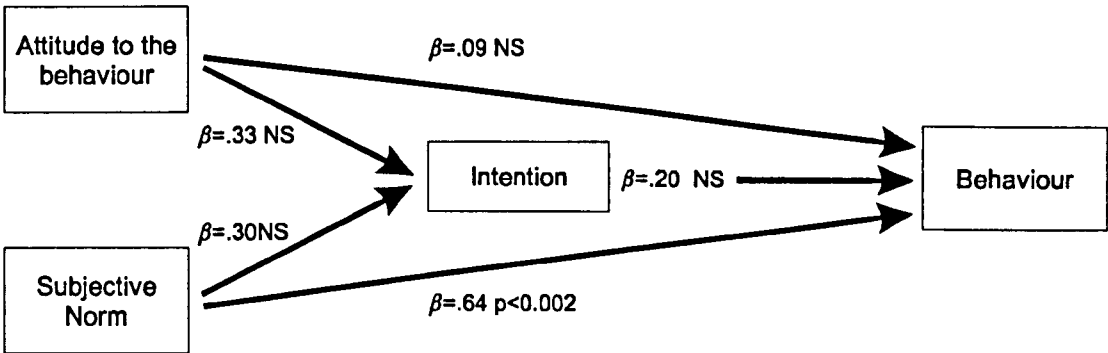 Attitude to the
behaviour
β=.09 NS
β=.33 NS
Intention
β=.20 NS
Behaviour
β=.30NS
Subjective
Norm
β=.64 p<0.002